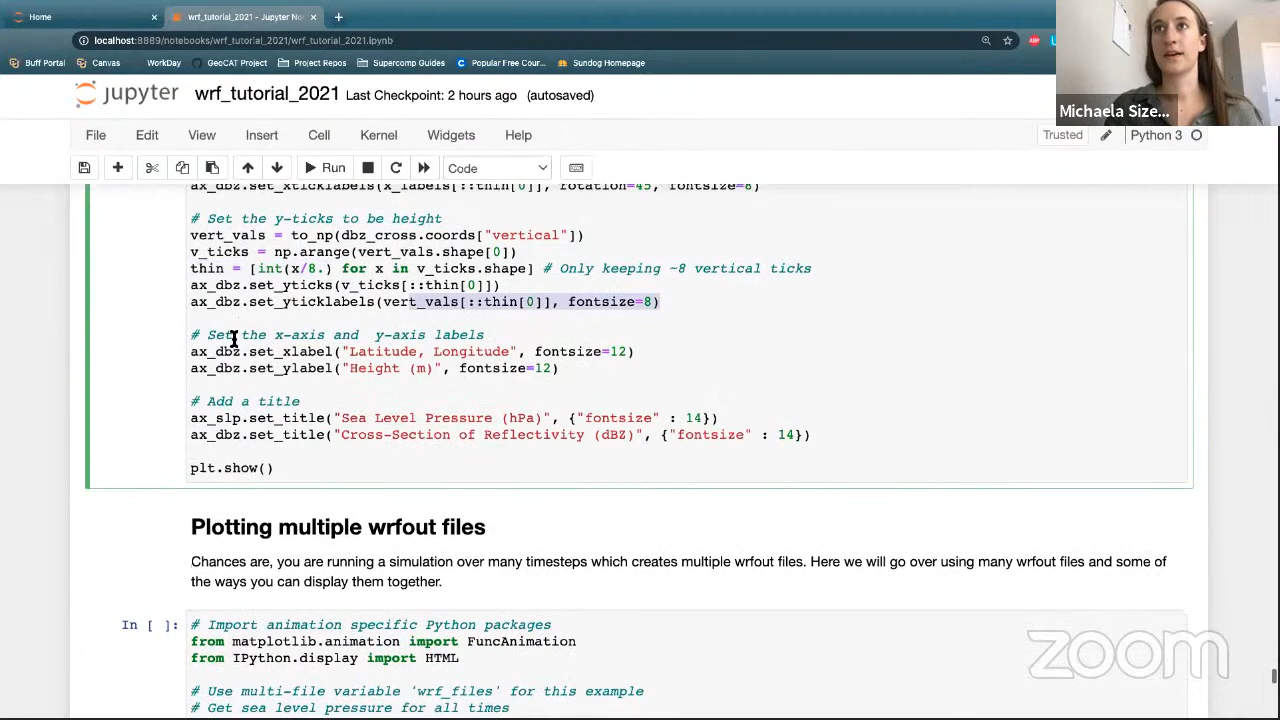 Home
wrf_tutorial_2021 - Jupyter No
localhost:8889/notebooks/wrf_tutorial_2021/wrf_tutorial_2021.ipynb
ABP
Buff Portal
Canvas
WorkDay
GeoCAT Project
Project Repos
Supercomp Guides
Popular Free Cour...
Sundog Homepage
jupyter wrf_tutorial_2021 Last Checkpoint: 2 hours ago (autosaved)
Michaela Size...
File Edit View Insert Cell Kernel Widgets Help
Trusted Python 3
Run Code
ax_dbz.set_xticklabels(x_labels[::thin[0]], rotation=45, fontsize=8)
# Set the y-ticks to be height
vert_vals = to_np(dbz_cross.coords["vertical"])
v_ticks = np.arange(vert_vals.shape[0])
thin = [int(x/8.) for x in v_ticks.shape] # Only keeping ~8 vertical ticks
ax_dbz.set_yticks(v_ticks[::thin[0]])
ax_dbz.set_yticklabels(vert_vals[::thin[0]], fontsize=8)
# Set the x-axis and  y-axis labels
ax_dbz.set_xlabel("Latitude, Longitude", fontsize=12)
ax_dbz.set_ylabel("Height (m)", fontsize=12)
# Add a title
ax_slp.set_title("Sea Level Pressure (hPa)", {"fontsize" : 14})
ax_dbz.set_title("Cross-Section of Reflectivity (dBZ)", {"fontsize" : 14})
plt.show()
Plotting multiple wrfout files
Chances are, you are running a simulation over many timesteps which creates multiple wrfout files. Here we will go over using many wrfout files and some of
the ways you can display them together.
In [ ]: # Import animation specific Python packages
from matplotlib.animation import FuncAnimation
from IPython.display import HTML
# Use multi-file variable 'wrf_files' for this example
# Get sea level pressure for all times
zoom